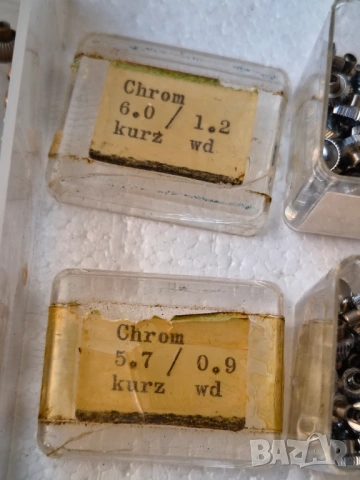 Chrom
6.0 / 1.2
kurz wd
Chrom
5.7 / 0.9
kurz wd
BAZAR